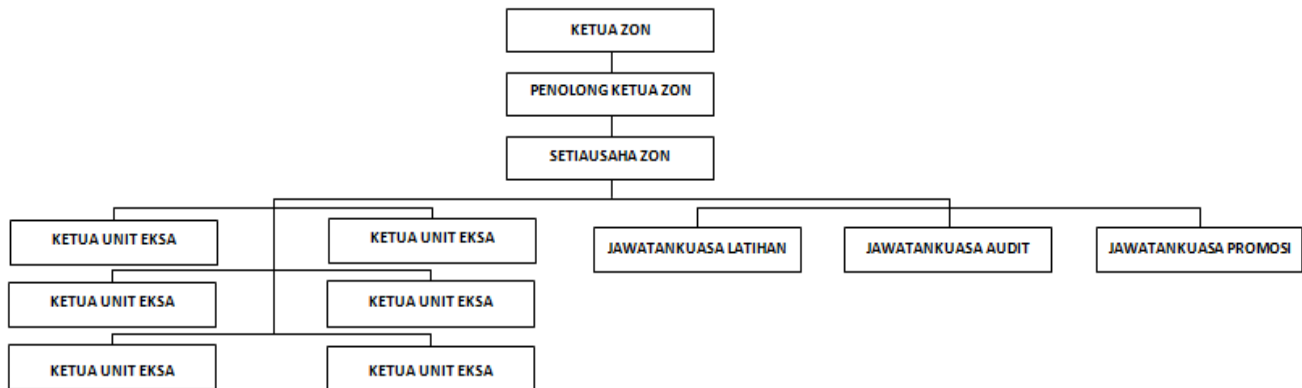 KETUA ZON
PENOLONG KETUA ZON
SETIAUSAHA ZON
KETUA UNIT EKSA
KETUA UNIT EKSA
JAWATANKUASA LATIHAN
JAWATANKUASA AUDIT
JAWATANKUASA PROMOSI
KETUA UNIT EKSA
KETUA UNIT EKSA
KETUA UNIT EKSA
KETUA UNIT EKSA